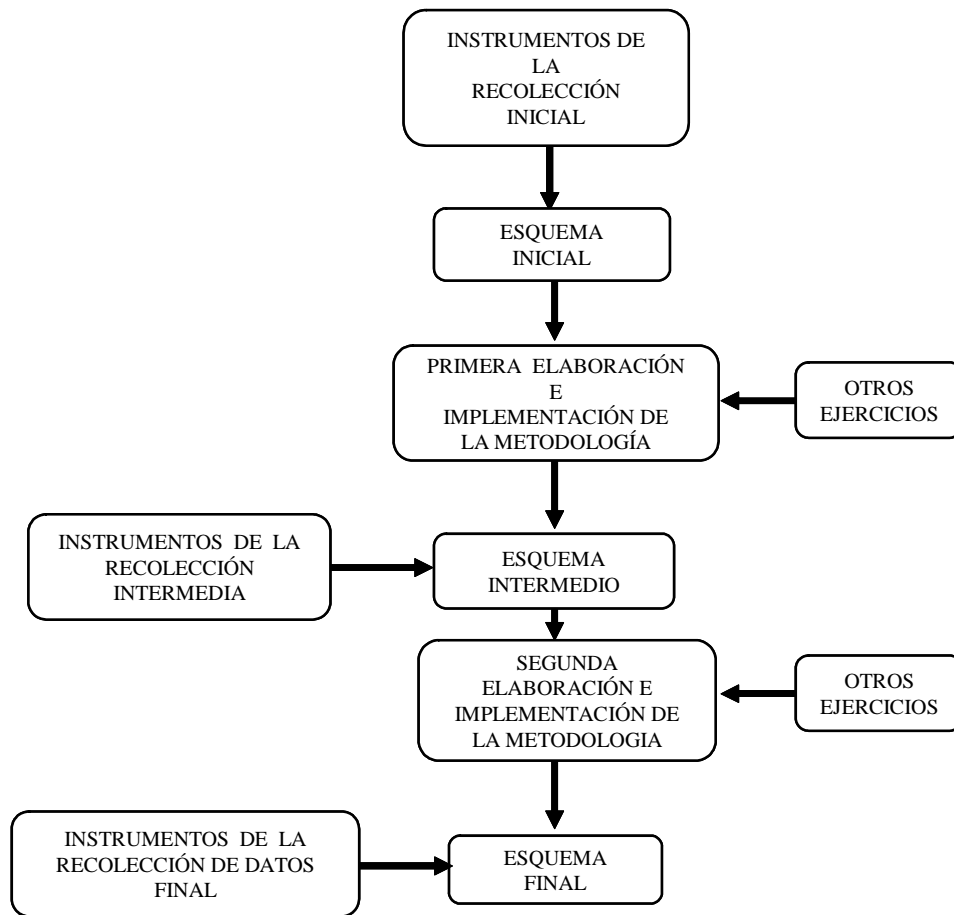 INSTRUMENTOS DE
LA
RECOLECCIÓN
INICIAL
ESQUEMA
INICIAL
PRIMERA ELABORACIÓN
E
IMPLEMENTACIÓN DE
LA METODOLOGÍA
OTROS
EJERCICIOS
INSTRUMENTOS DE LA
RECOLECCIÓN
INTERMEDIA
ESQUEMA
INTERMEDIO
SEGUNDA
ELABORACIÓN E
IMPLEMENTACIÓN DE
LA METODOLOGIA
OTROS
EJERCICIOS
INSTRUMENTOS DE LA
RECOLECCIÓN DE DATOS
FINAL
ESQUEMA
FINAL